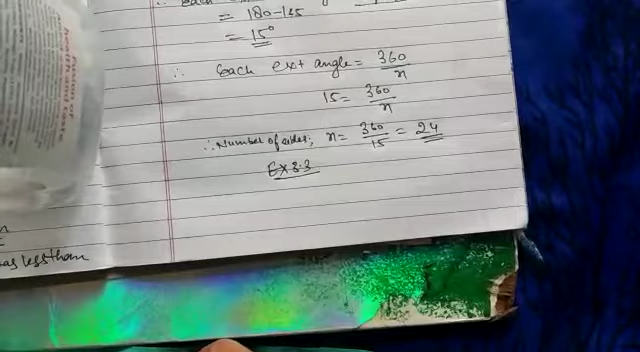 ∴ Each
= 180-165
= 15°
∴ Each ext angle = 360/n
15 = 360/n
∴ Number of sides; n = 360/15 = 24
Ex 3.3
less than